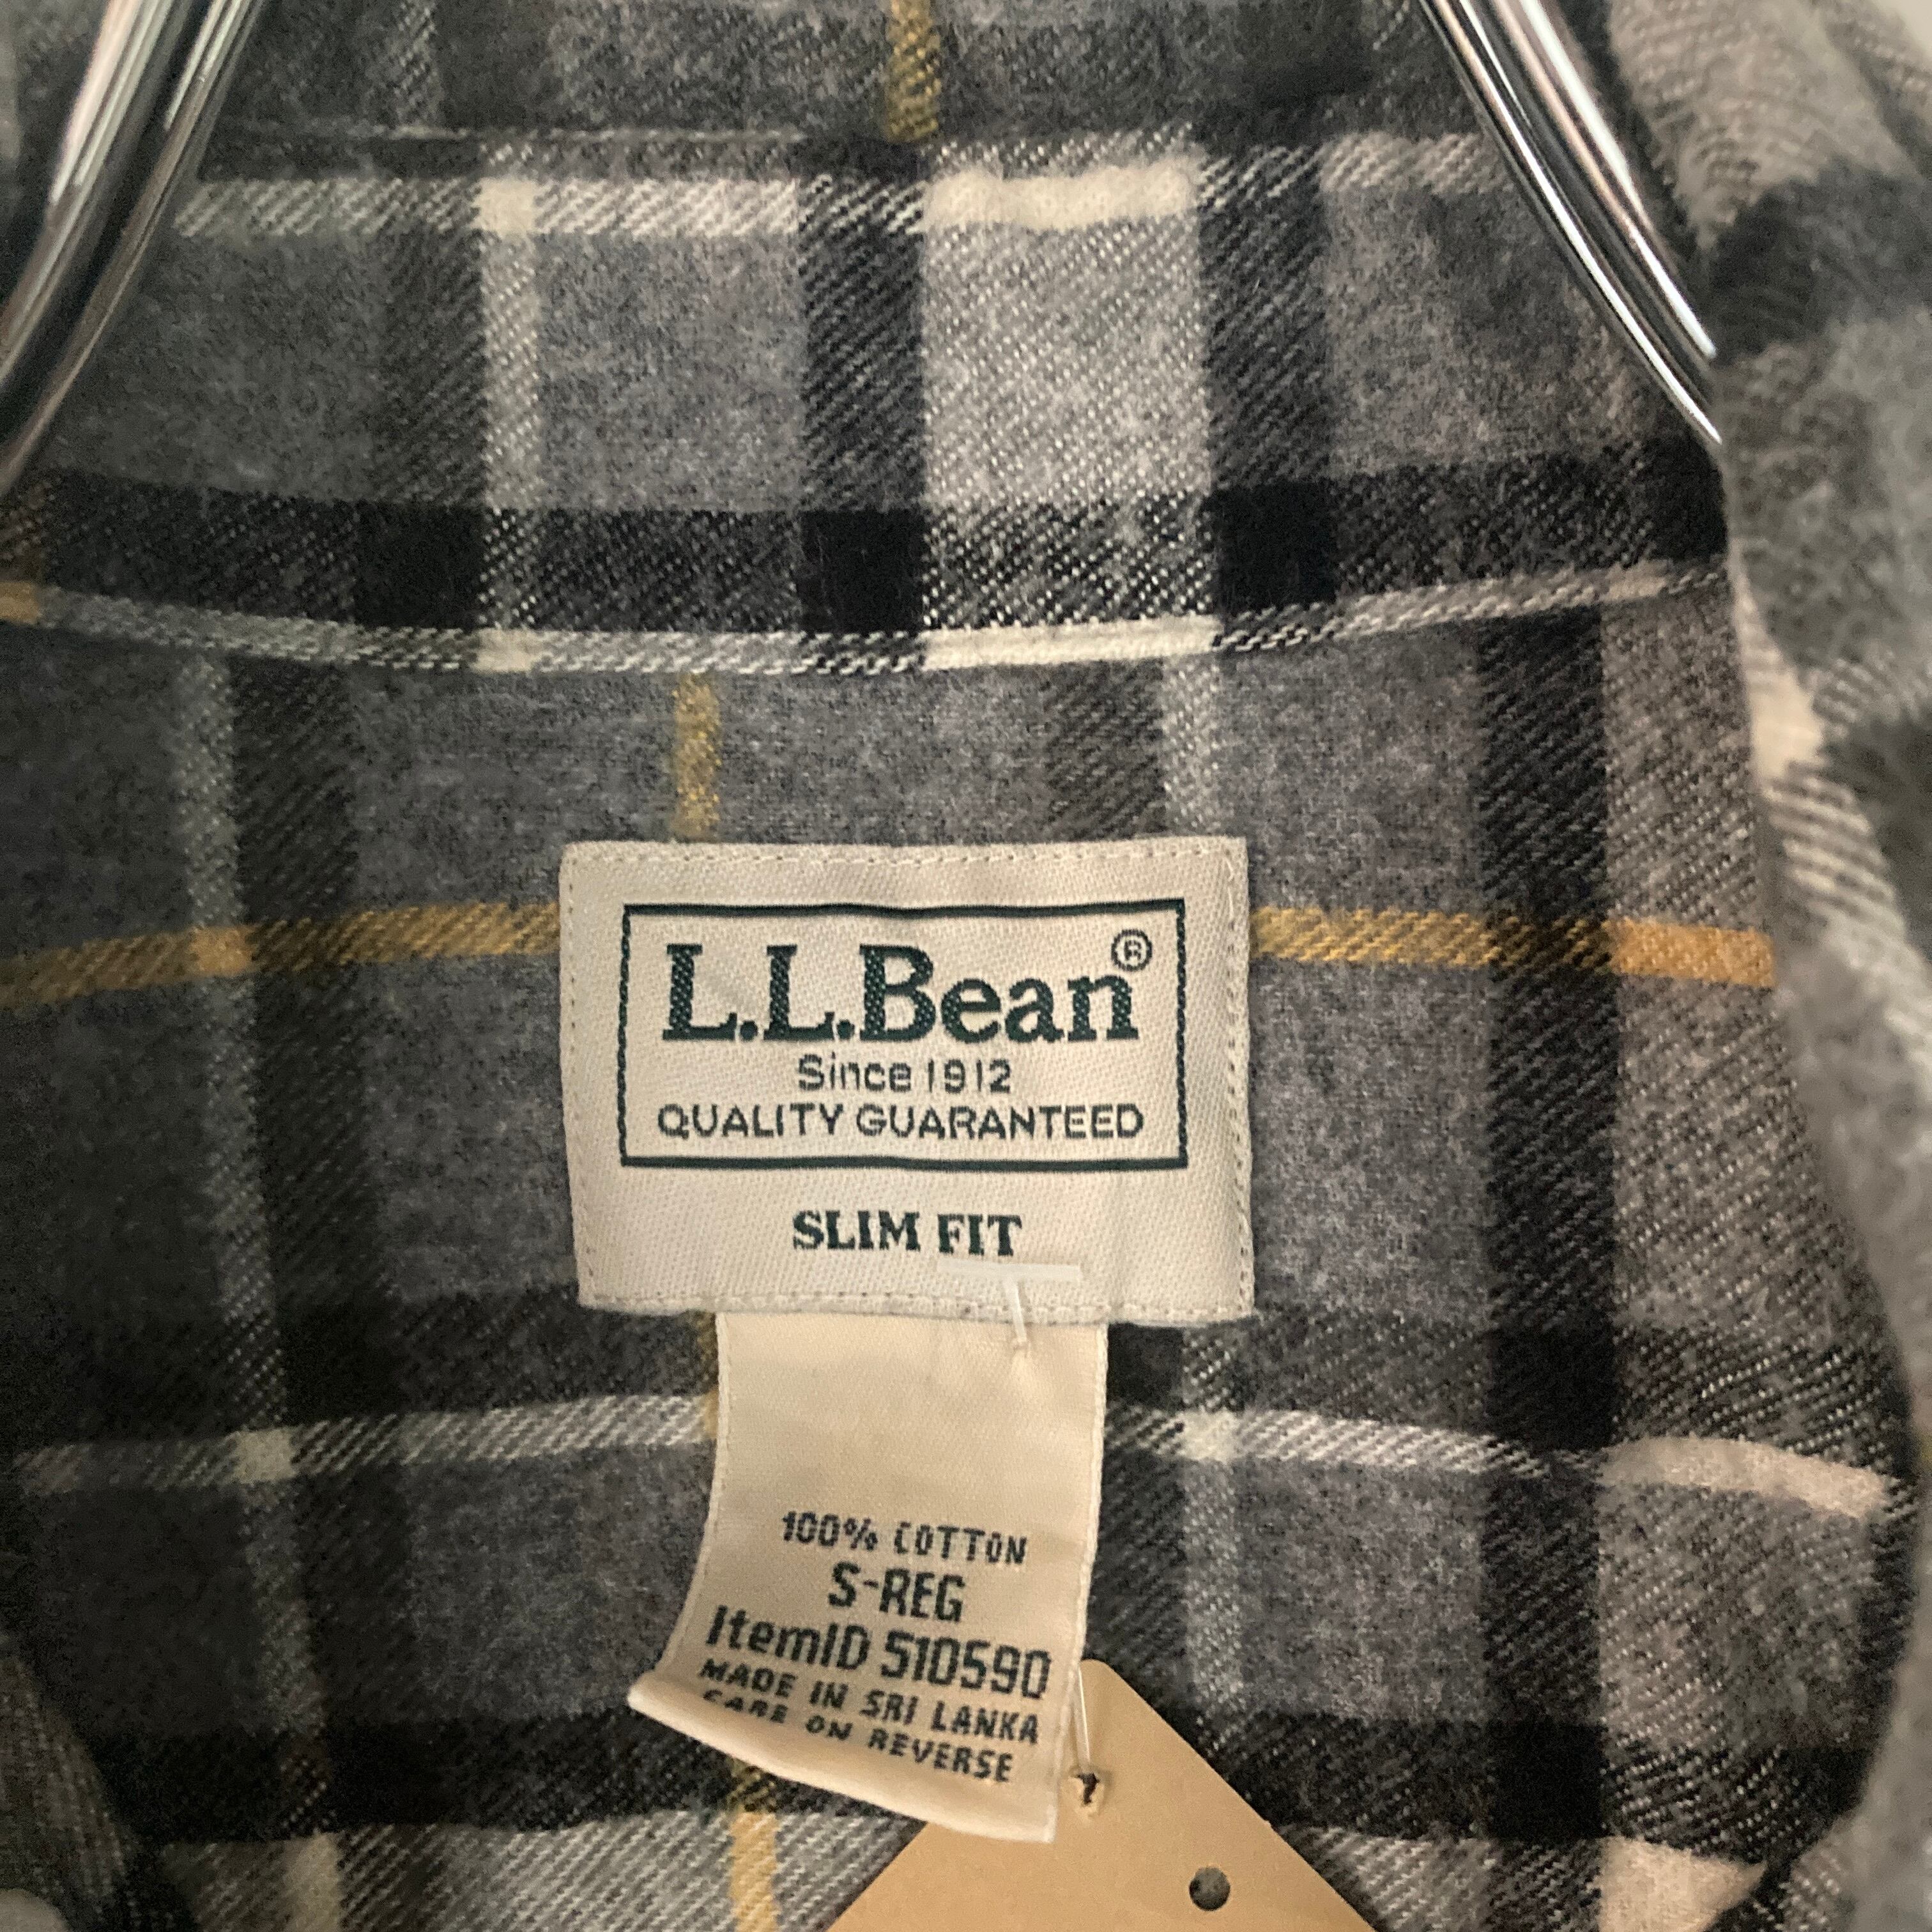 L.L.Bean®
Since 1912
QUALITY GUARANTEED
SLIM FIT
100% COTTON
S-REG
ItemID 510590
MADE IN SRI LANKA
CARE ON REVERSE